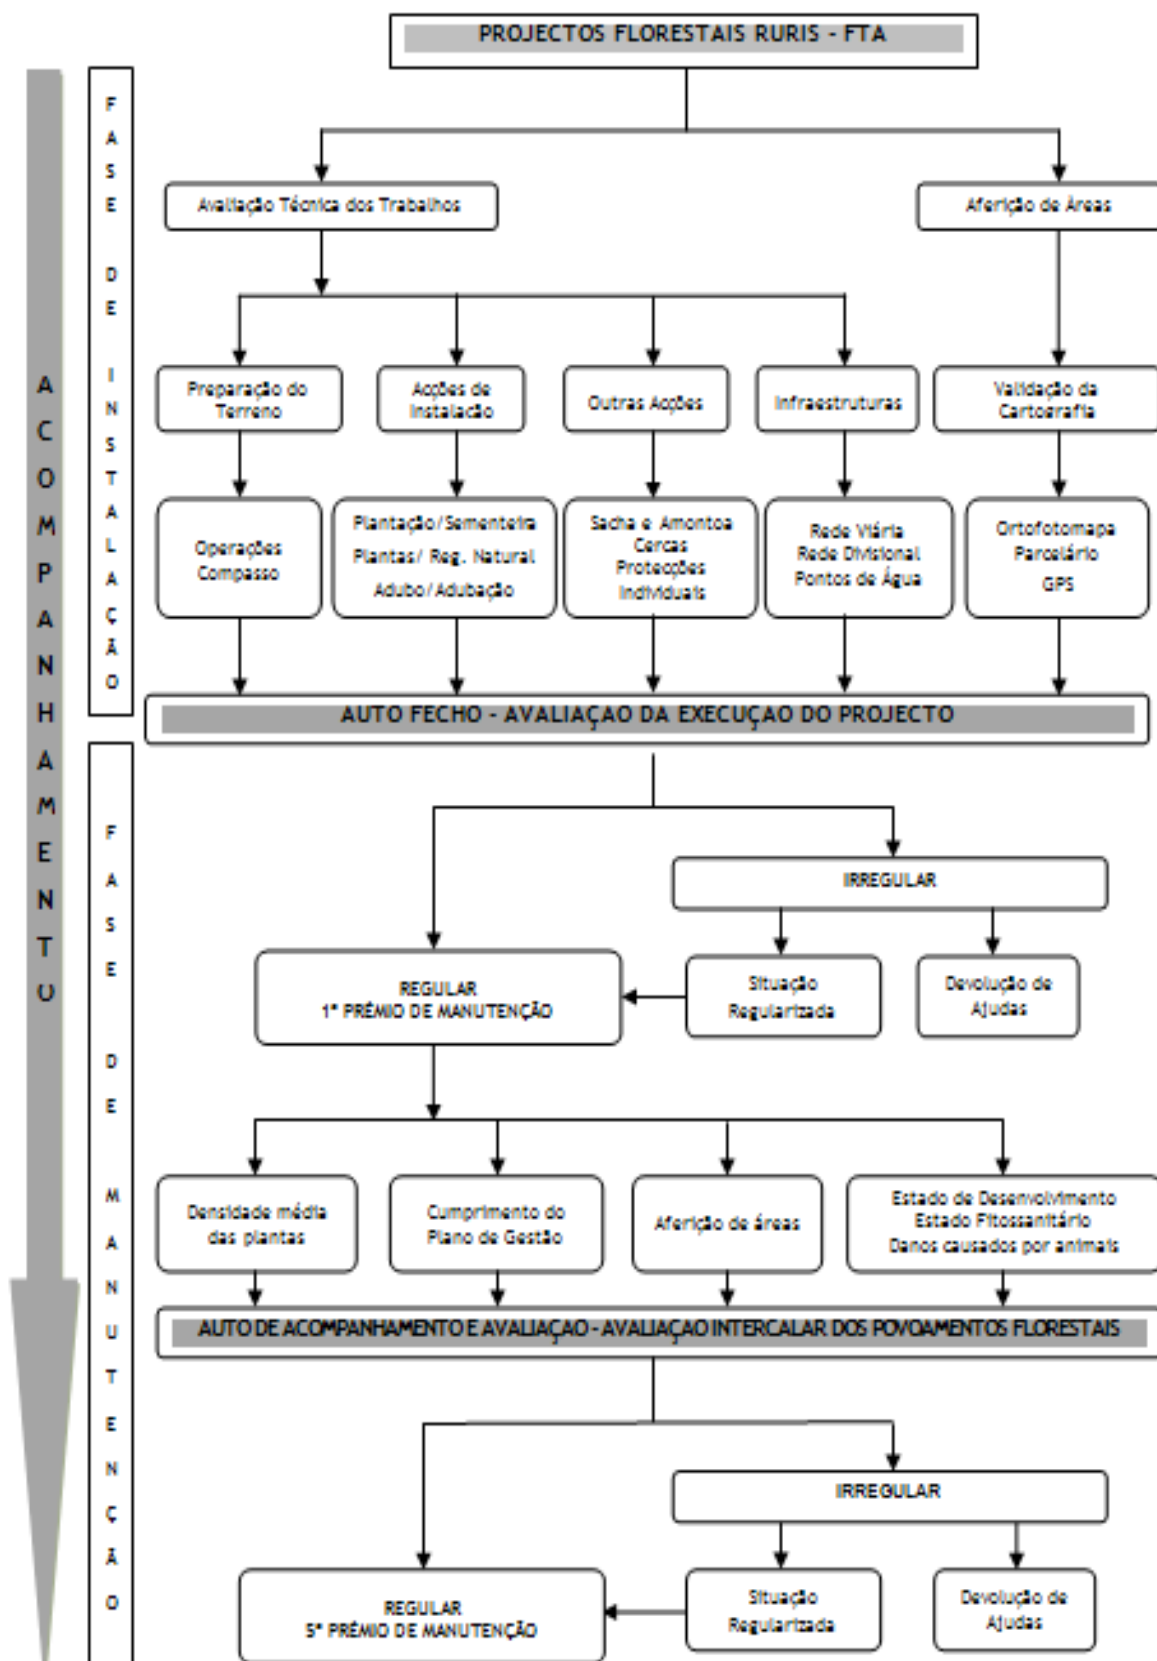 PROJECTOS FLORESTAIS RURIS - FTA
ACOMPANHAMENTO
FASE DE INSTALAÇÃO
Avaliação Técnica dos Trabalhos
Aferição de Áreas
Preparação do
Terreno
Acções de
Instalação
Outras Acções
Infraestruturas
Validação da
Cartografia
Operações
Compasso
Plantação/Sementeira
Plantas/ Reg. Natural
Adubo/Adubação
Sacha e Amontoa
Cercas
Protecções
Individuais
Rede Viária
Rede Divisional
Pontos de Água
Ortofotomapa
Parcelário
GPS
AUTO FECHO - AVALIAÇÃO DA EXECUÇÃO DO PROJECTO
FASE DE MANUTENÇÃO
IRREGULAR
REGULAR
1º PRÉMIO DE MANUTENÇÃO
Situação
Regularizada
Devolução de
Ajudas
Densidade média
das plantas
Cumprimento do
Plano de Gestão
Aferição de áreas
Estado de Desenvolvimento
Estado Fitossanitário
Danos causados por animais
AUTO DE ACOMPANHAMENTO E AVALIAÇÃO - AVALIAÇÃO INTERCALAR DOS POVOAMENTOS FLORESTAIS
IRREGULAR
REGULAR
5º PRÉMIO DE MANUTENÇÃO
Situação
Regularizada
Devolução de
Ajudas